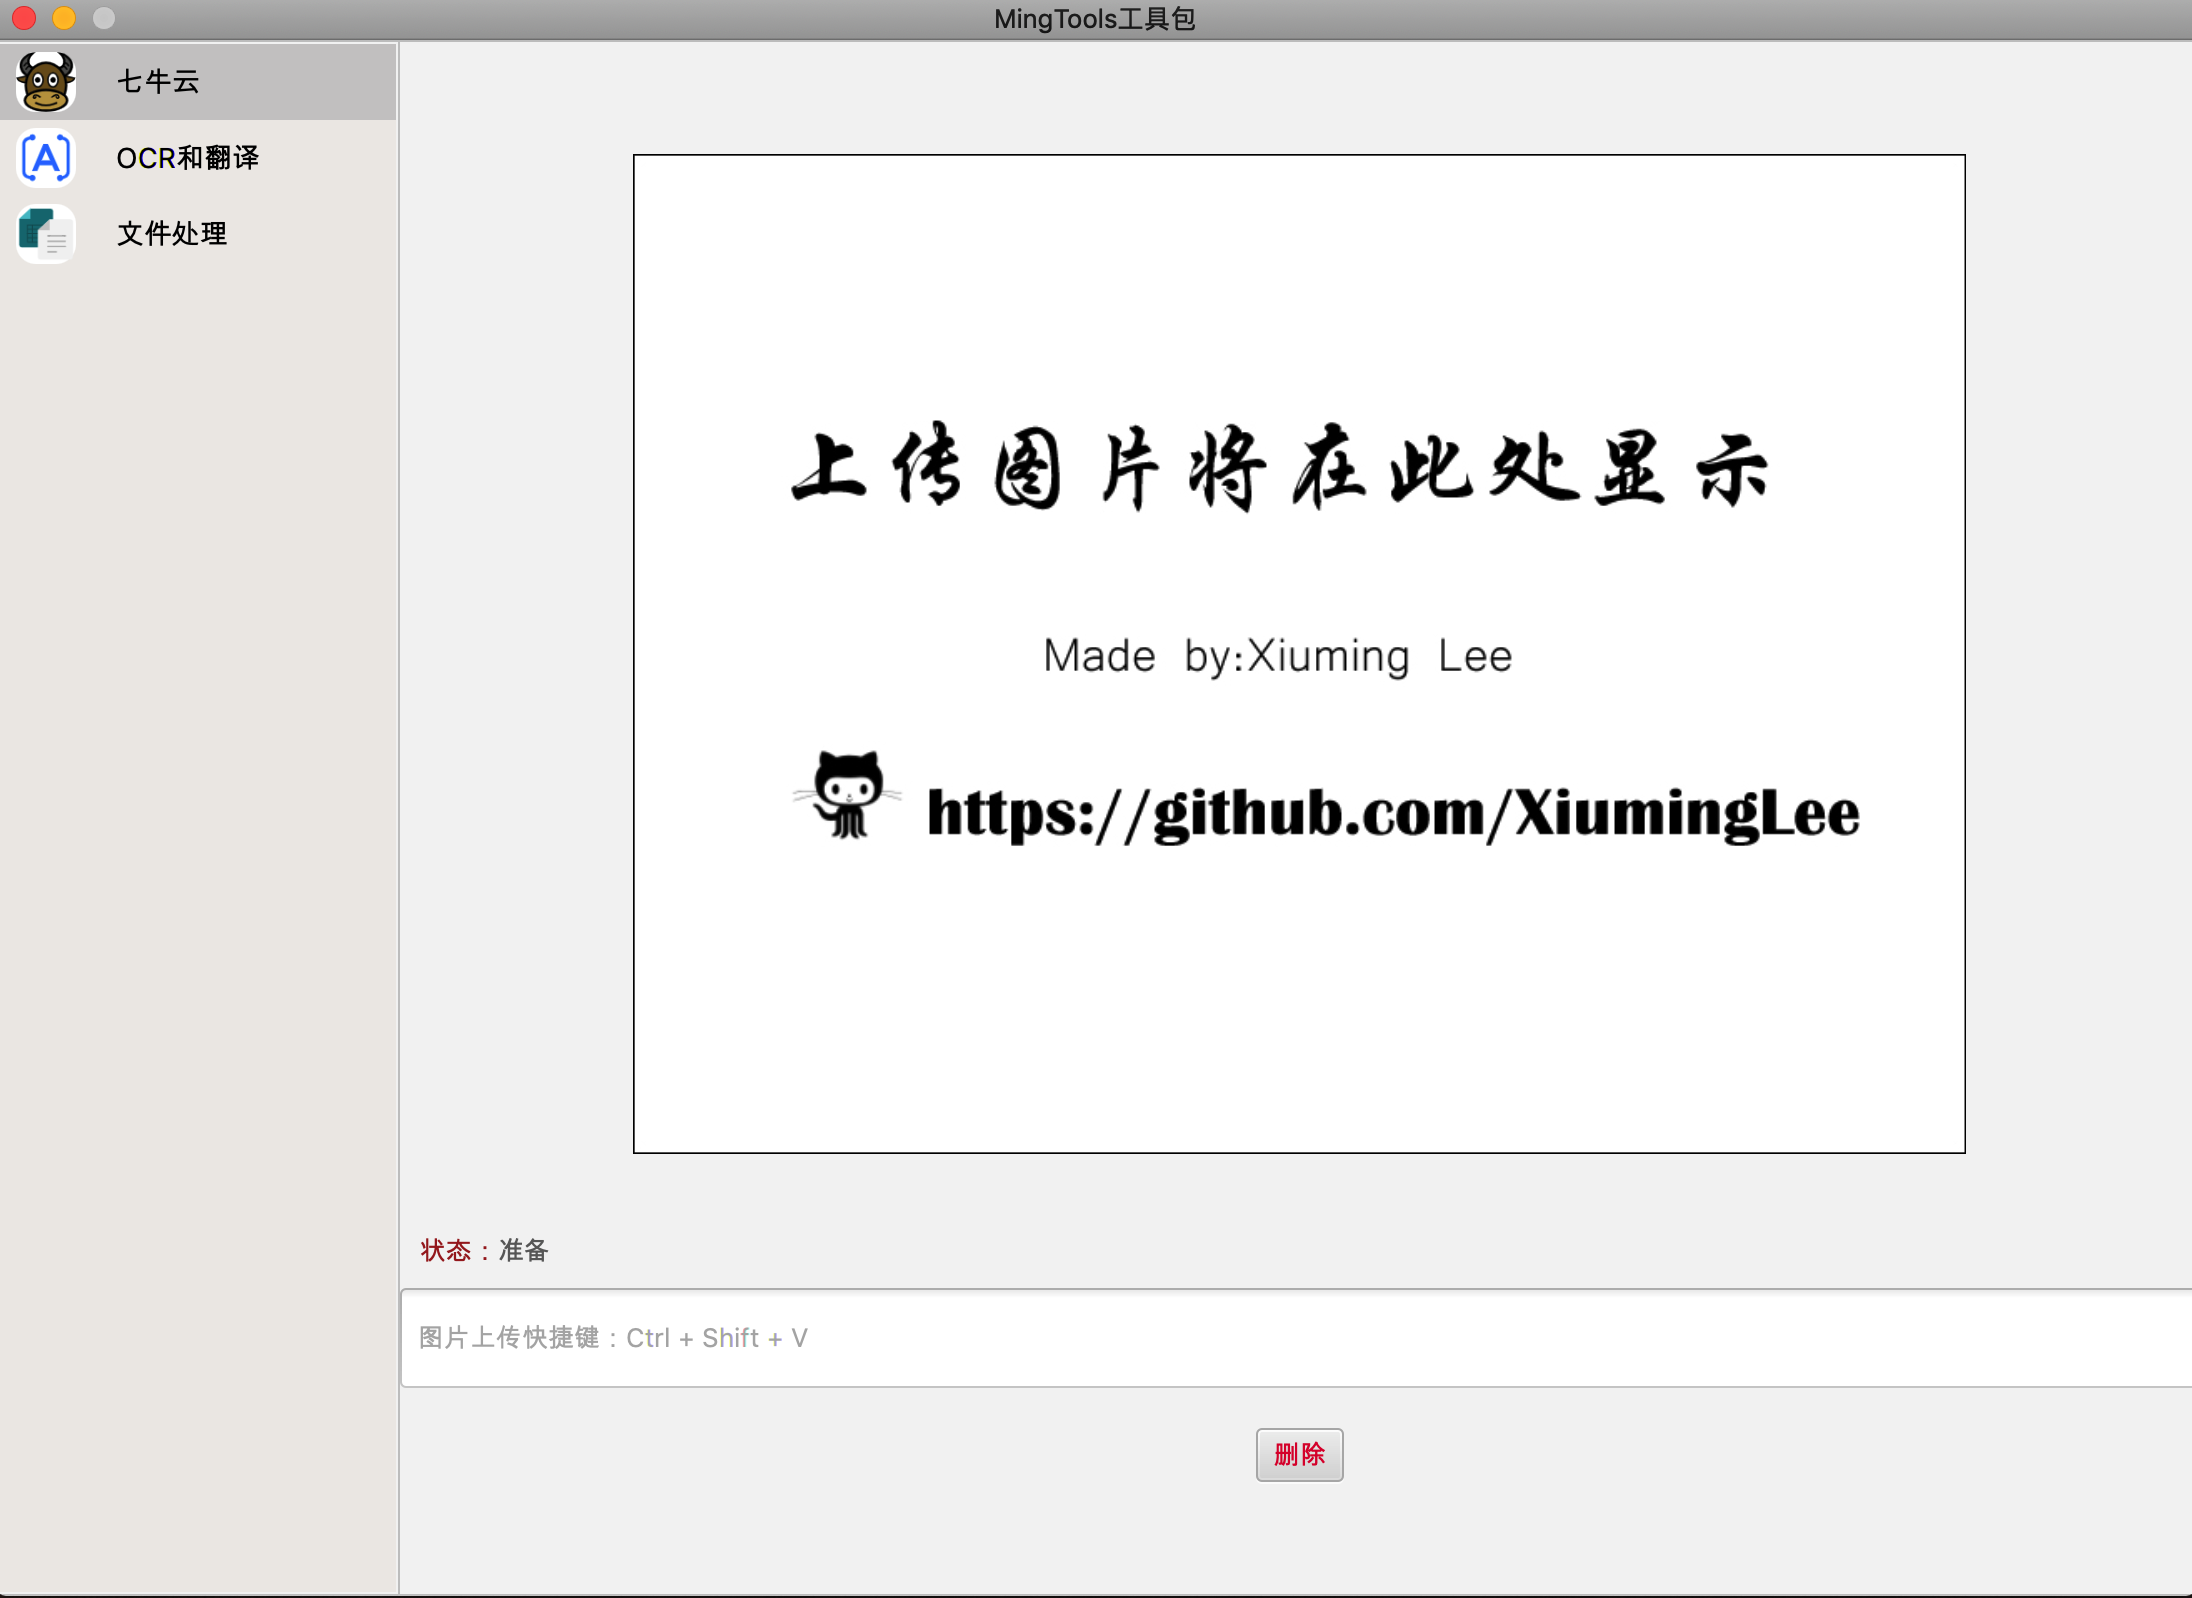 MingTools工具包
七牛云
OCR和翻译
文件处理
上传图片将在此处显示
Made by:Xiuming Lee
https://github.com/XiumingLee
状态：准备
图片上传快捷键：Ctrl + Shift + V
删除